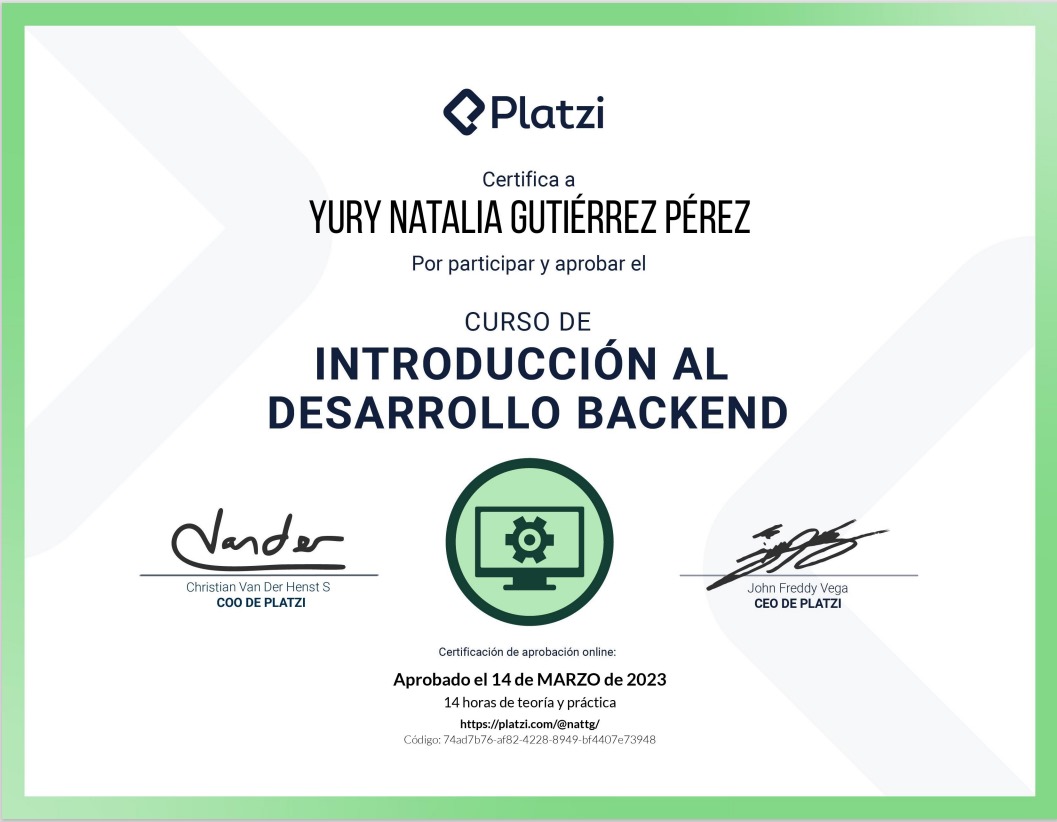 Platzi
Certifica a
YURY NATALIA GUTIÉRREZ PÉREZ
Por participar y aprobar el
CURSO DE
INTRODUCCIÓN AL
DESARROLLO BACKEND
Vander
Christian Van Der Henst S
COO DE PLATZI
John Freddy Vega
CEO DE PLATZI
Certificación de aprobación online:
Aprobado el 14 de MARZO de 2023
14 horas de teoría y práctica
https://platzi.com/@nattg/
Código: 74ad7b76-af82-4228-8949-bf4407e73948